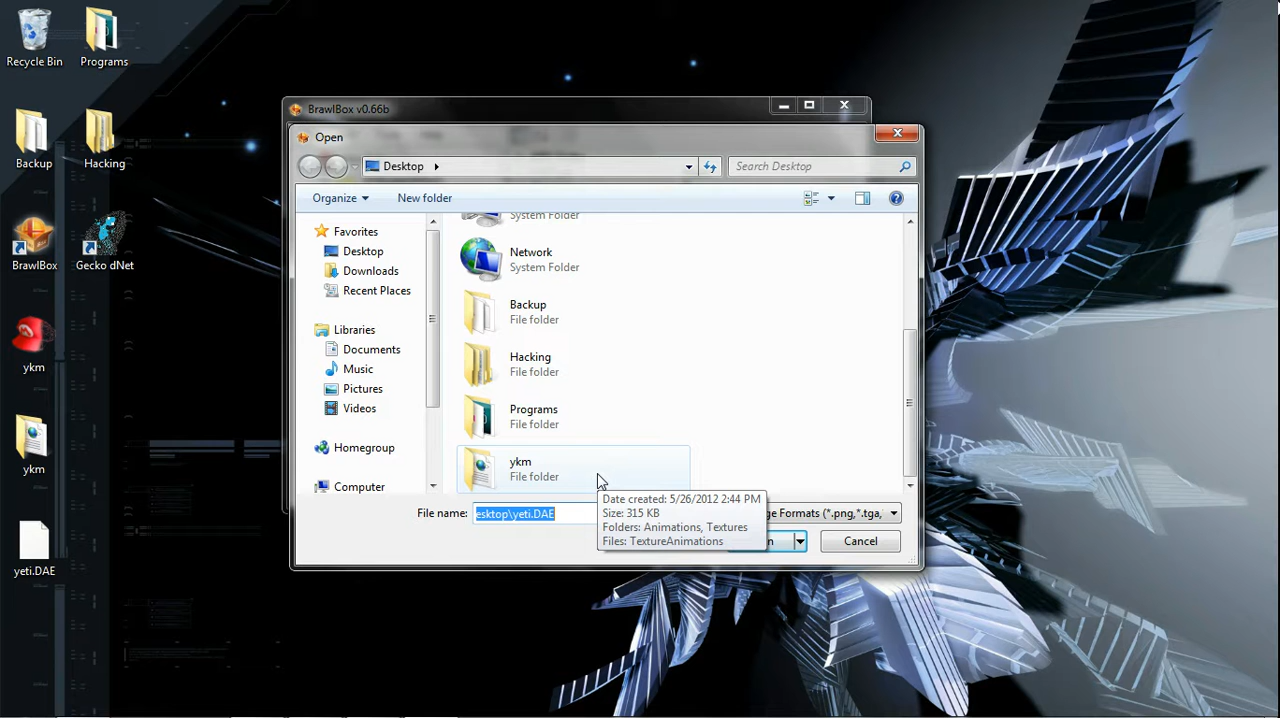 Recycle Bin
Programs
Backup
Hacking
BrawlBox
Gecko dNet
ykm
ykm
yeti.DAE
BrawlBox v0.66b
Open
Desktop
Search Desktop
Organize
New folder
Favorites
Desktop
Downloads
Recent Places
Libraries
Documents
Music
Pictures
Videos
Homegroup
Computer
System Folder
Network
System Folder
Backup
File folder
Hacking
File folder
Programs
File folder
ykm
File folder
Date created: 5/26/2012 2:44 PM
Size: 315 KB
Folders: Animations, Textures
Files: TextureAnimations
File name:
esktop\yeti.DAE
Formats (*.png,*.tga,
Cancel